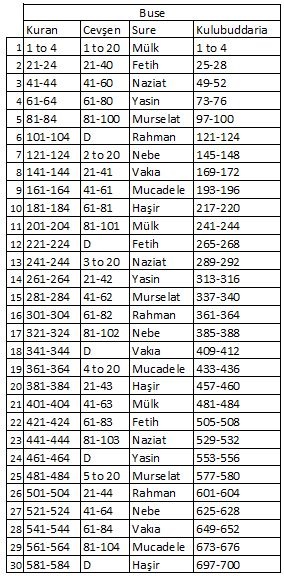 Buse
Kuran Cevşen Sure Kulubuddaria
1 1 to 4 1 to 20 Mülk 1 to 4
2 21-24 21-40 Fetih 25-28
3 41-44 41-60 Naziat 49-52
4 61-64 61-80 Yasin 73-76
5 81-84 81-100 Murselat 97-100
6 101-104 D Rahman 121-124
7 121-124 2 to 20 Nebe 145-148
8 141-144 21-41 Vakıa 169-172
9 161-164 41-61 Mucadele 193-196
10 181-184 61-81 Haşir 217-220
11 201-204 81-101 Mülk 241-244
12 221-224 D Fetih 265-268
13 241-244 3 to 20 Naziat 289-292
14 261-264 21-42 Yasin 313-316
15 281-284 41-62 Murselat 337-340
16 301-304 61-82 Rahman 361-364
17 321-324 81-102 Nebe 385-388
18 341-344 D Vakıa 409-412
19 361-364 4 to 20 Mucadele 433-436
20 381-384 21-43 Haşir 457-460
21 401-404 41-63 Mülk 481-484
22 421-424 61-83 Fetih 505-508
23 441-444 81-103 Naziat 529-532
24 461-464 D Yasin 553-556
25 481-484 5 to 20 Murselat 577-580
26 501-504 21-44 Rahman 601-604
27 521-524 41-64 Nebe 625-628
28 541-544 61-84 Vakıa 649-652
29 561-564 81-104 Mucadele 673-676
30 581-584 D Haşir 697-700